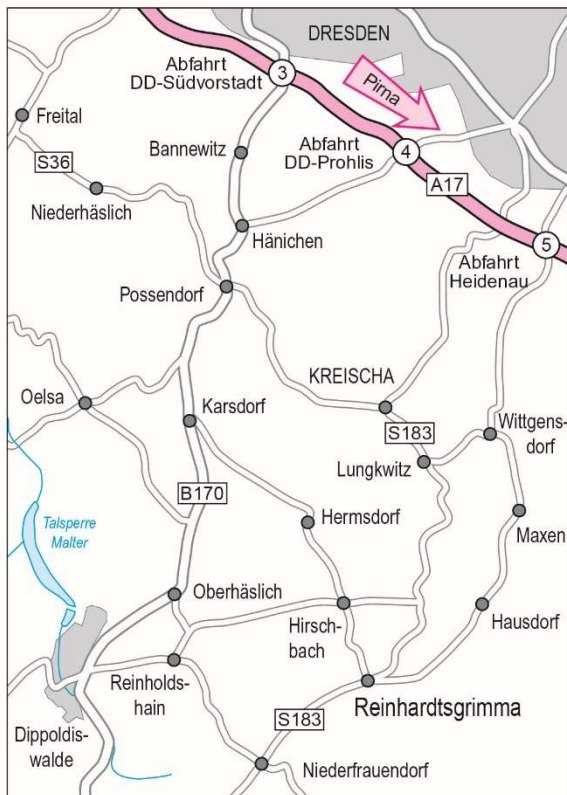 DRESDEN
Abfahrt
DD-Südvorstadt
3
Pirna
Freital
Abfahrt
DD-Prohlis
4
S36
Bannewitz
A17
Niederhäslich
Hänichen
5
Abfahrt
Heidenau
Possendorf
KREISCHA
Oelsa
Karsdorf
S183
Wittgens-
dorf
Lungkwitz
B170
Talsperre
Malter
Hermsdorf
Maxen
Oberhäslich
Hirsch-
bach
Hausdorf
Reinholds-
hain
Reinhardtsgrimma
S183
Dippoldis-
walde
Niederfrauendorf